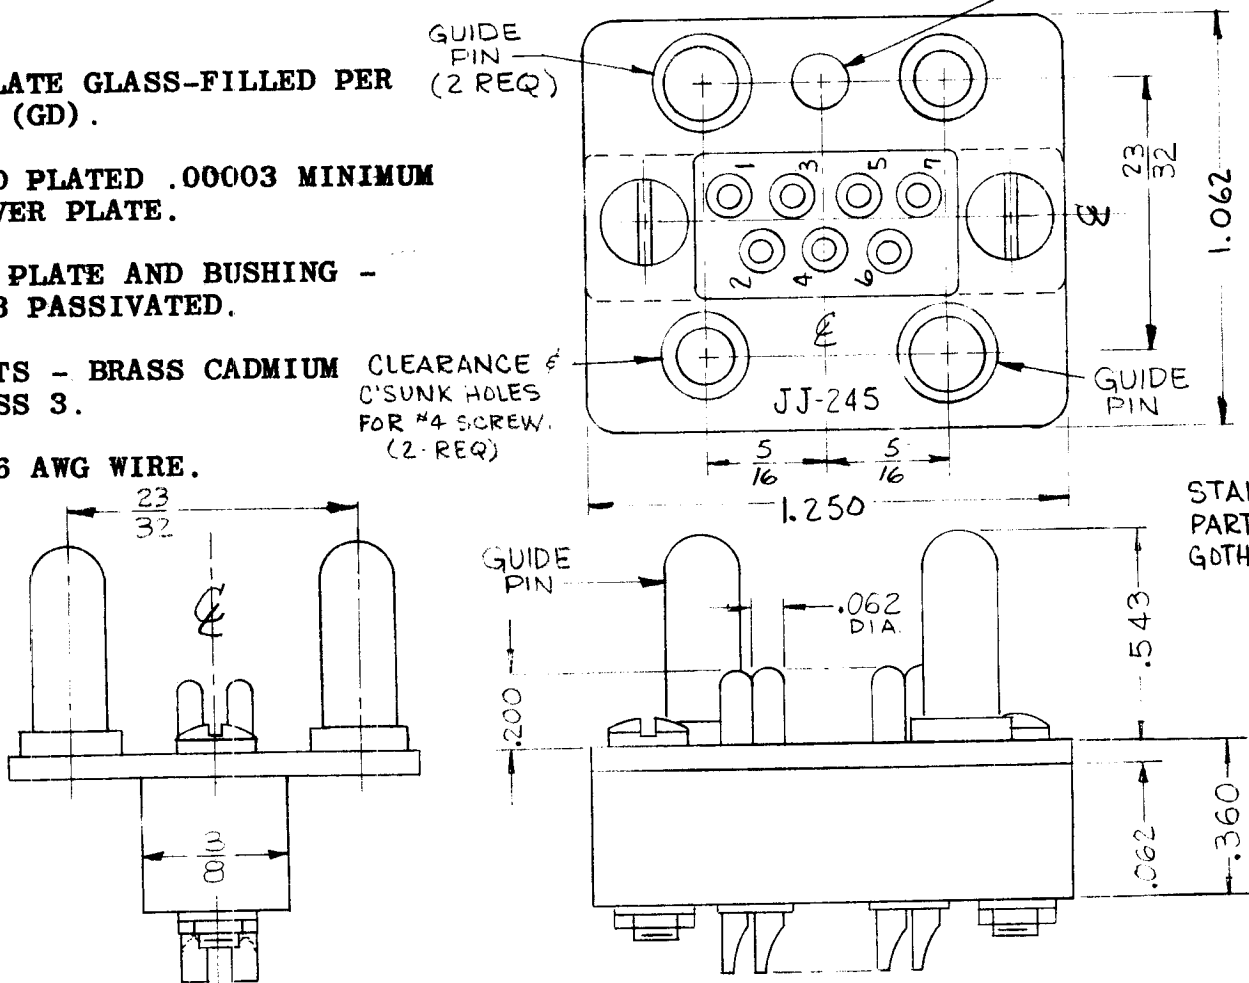 LATE GLASS-FILLED PER
(GD).
D PLATED .00003 MINIMUM
VER PLATE.
PLATE AND BUSHING -
3 PASSIVATED.
TS - BRASS CADMIUM
SS 3.
6 AWG WIRE.
GUIDE
PIN
(2 REQ)
1 3 5 7
2 4 6
℄
℄
JJ-245
23/32
1.062
CLEARANCE &
C'SUNK HOLES
FOR #4 SCREW.
(2 REQ)
GUIDE
PIN
5/16
5/16
1.250
23/32
℄
3/8
GUIDE
PIN
.062
DIA.
.200
.543
.062
.360
STA
PART
GOTH